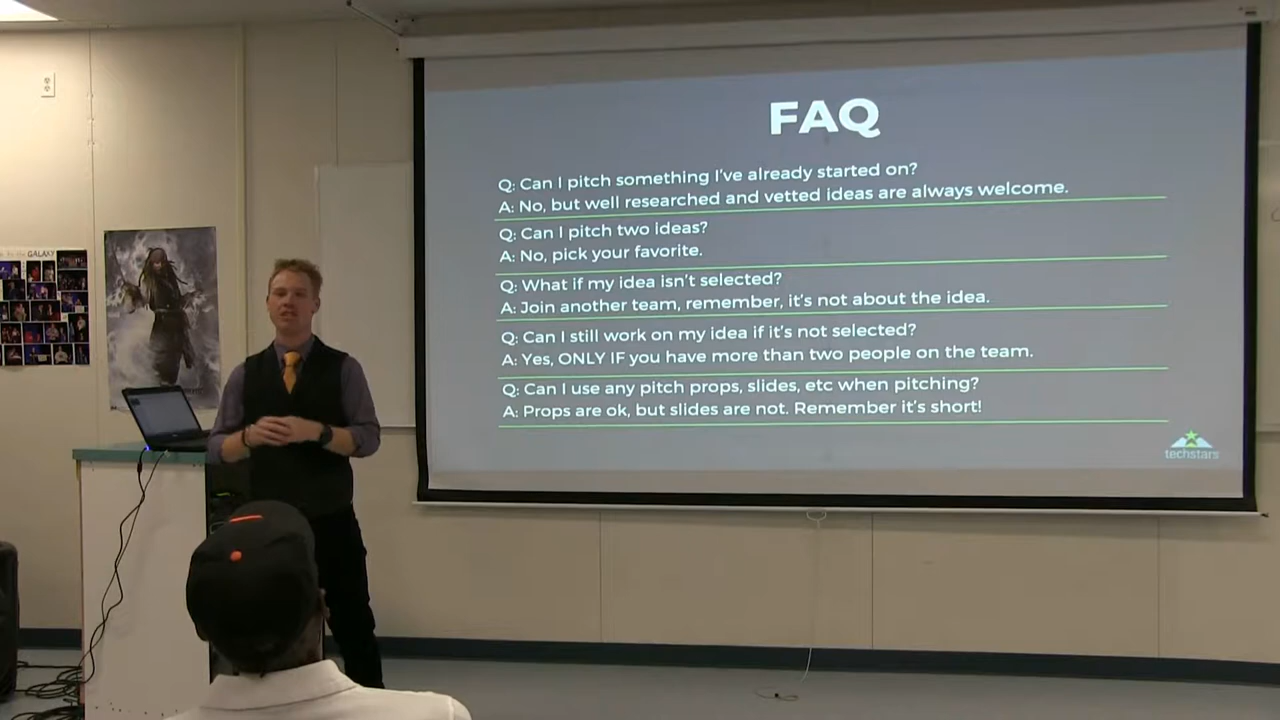 FAQ
Q: Can I pitch something I've already started on?
A: No, but well researched and vetted ideas are always welcome.
Q: Can I pitch two ideas?
A: No, pick your favorite.
Q: What if my idea isn't selected?
A: Join another team, remember, it's not about the idea.
Q: Can I still work on my idea if it's not selected?
A: Yes, ONLY IF you have more than two people on the team.
Q: Can I use any pitch props, slides, etc when pitching?
A: Props are ok, but slides are not. Remember it's short!
techstars
to the GALAXY